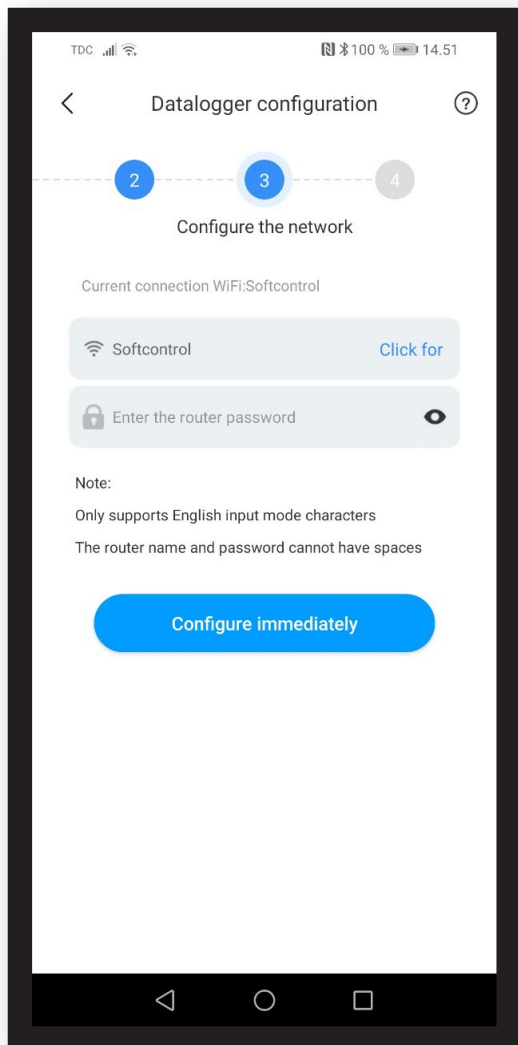 TDC 100 % 14.51
Datalogger configuration ?
2 3 4
Configure the network
Current connection WiFi:Softcontrol
Softcontrol Click for
Enter the router password
Note:
Only supports English input mode characters
The router name and password cannot have spaces
Configure immediately